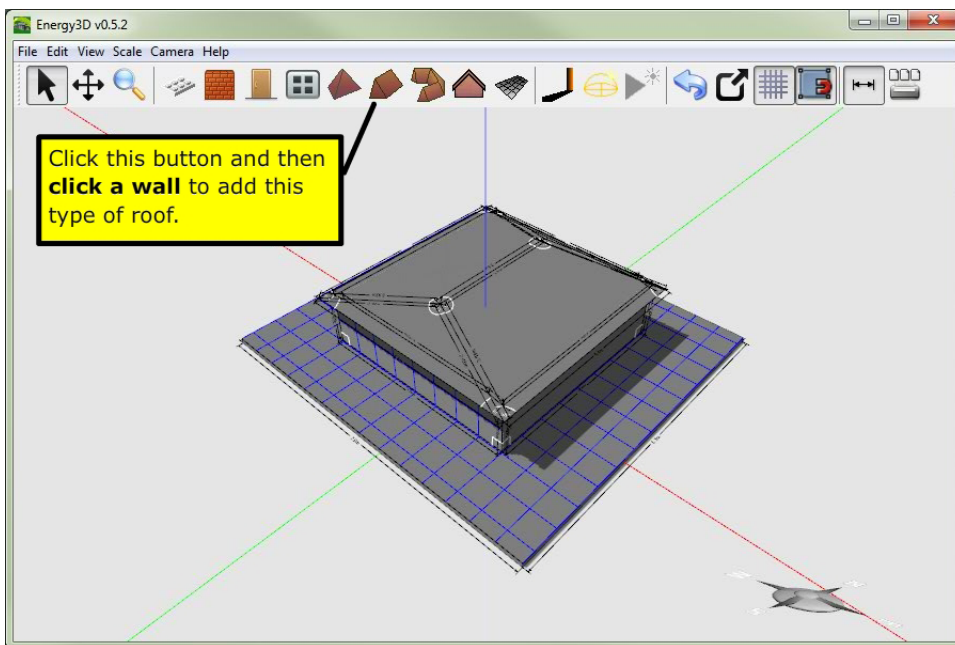 Energy3D v0.5.2
File Edit View Scale Camera Help
Click this button and then
click a wall to add this
type of roof.